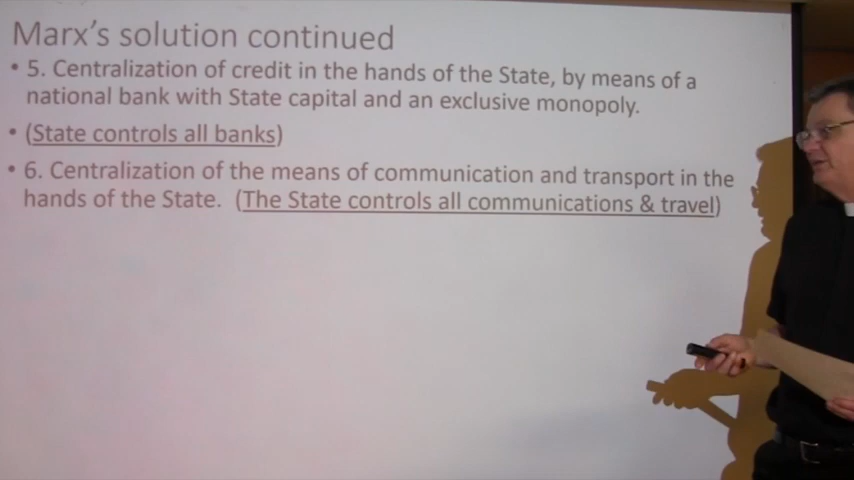 Marx's solution continued
• 5. Centralization of credit in the hands of the State, by means of a
national bank with State capital and an exclusive monopoly.
• (State controls all banks)
• 6. Centralization of the means of communication and transport in the
hands of the State. (The State controls all communications & travel)